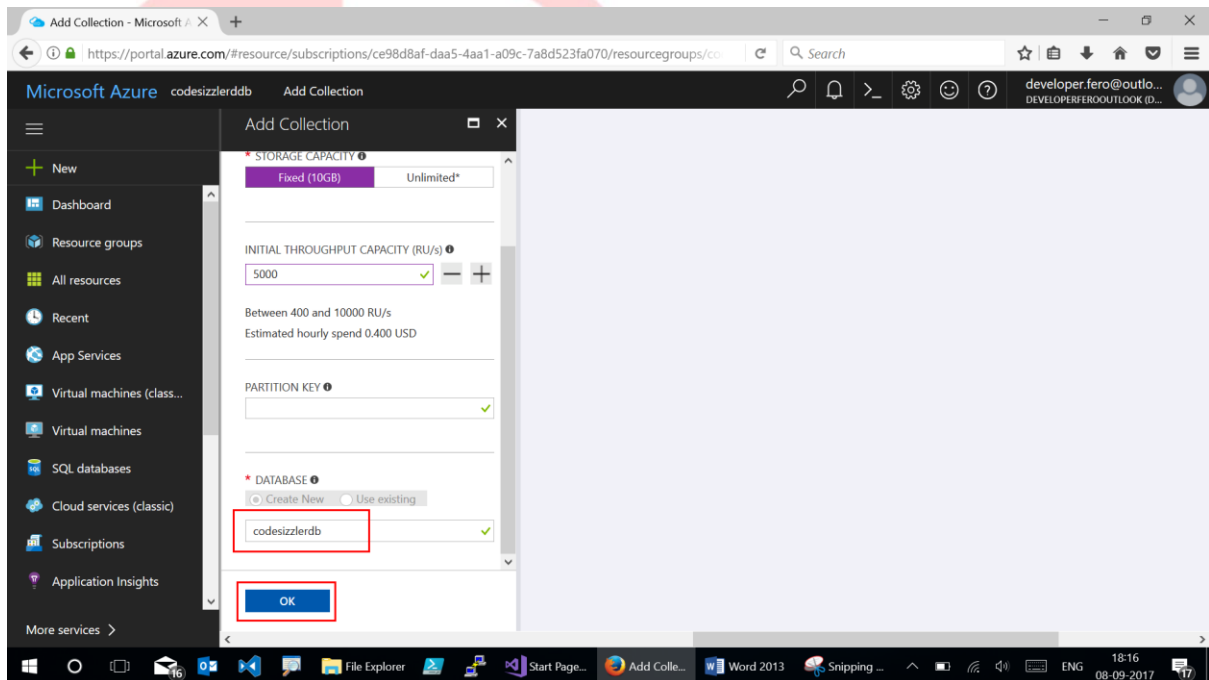 Add Collection - Microsoft A
https://portal.azure.com/#resource/subscriptions/ce98d8af-daa5-4aa1-a09c-7a8d523fa070/resourcegroups/co
Search
Microsoft Azure codesizzlerddb Add Collection
developer.fero@outlo...
DEVELOPERFEROOUTLOOK (D...
Add Collection
New
Dashboard
Resource groups
All resources
Recent
App Services
Virtual machines (class...
Virtual machines
SQL databases
Cloud services (classic)
Subscriptions
Application Insights
More services >
* STORAGE CAPACITY
Fixed (10GB) Unlimited*
INITIAL THROUGHPUT CAPACITY (RU/s)
5000
Between 400 and 10000 RU/s
Estimated hourly spend 0.400 USD
PARTITION KEY
* DATABASE
Create New Use existing
codesizzlerdb
OK
16
File Explorer
Start Page...
Add Colle...
Word 2013
Snipping ...
ENG
18:16
08-09-2017
17